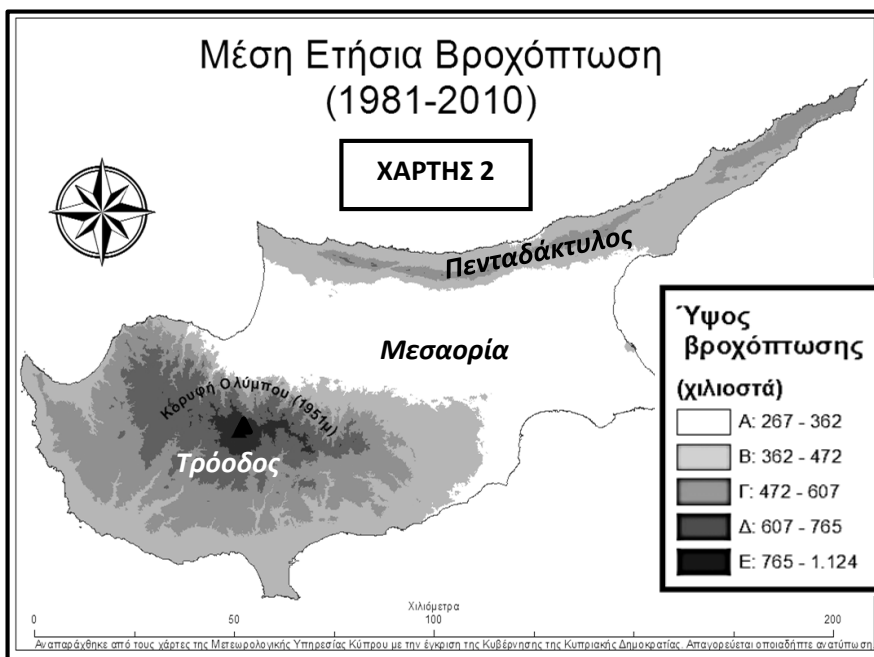 Μέση Ετήσια Βροχόπτωση
(1981-2010)
ΧΑΡΤΗΣ 2
Πενταδάκτυλος
Μεσαορία
Κορυφή Ολύμπου (1951μ)
Τρόοδος
Ύψος
βροχόπτωσης
(χιλιοστά)
Α: 267 - 362
Β: 362 - 472
Γ: 472 - 607
Δ: 607 - 765
Ε: 765 - 1.124
Χιλιόμετρα
0 50 100 200
Αναπαράχθηκε από τους χάρτες της Μετεωρολογικής Υπηρεσίας Κύπρου με την έγκριση της Κυβέρνησης της Κυπριακής Δημοκρατίας. Απαγορεύεται οποιαδήπτε ανατύπωση